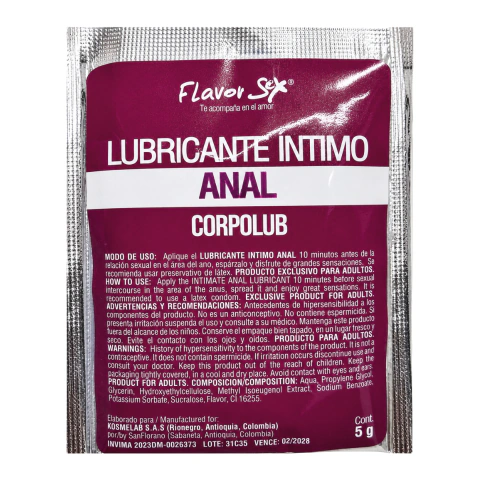 Flavor Sex®
Te acompaña en el amor
LUBRICANTE ÍNTIMO
ANAL
CORPOLUB
MODO DE USO: Aplique el LUBRICANTE INTIMO ANAL 10 minutos antes de la
relación sexual en el área del ano, espárzalo y disfrute de grandes sensaciones. Se
recomienda usar preservativo de látex. PRODUCTO EXCLUSIVO PARA ADULTOS.
HOW TO USE: Apply the INTIMATE ANAL LUBRICANT 10 minutes before sexual
intercourse in the area of the anus, spread it and enjoy great sensations. It is
recommended to use a latex condom. EXCLUSIVE PRODUCT FOR ADULTS.
ADVERTENCIAS Y RECOMENDACIONES: Antecedentes de hipersensibilidad a los
componentes del producto. No es un anticonceptivo. No contiene espermicida. Si
presenta irritación suspenda el uso y consulte a su médico. Mantenga este producto
fuera del alcance de los niños. Conserve el empaque bien tapado, en un lugar fresco y
seco. Evite el contacto con los ojos y oídos. PRODUCTO PARA ADULTOS.
WARNINGS: History of hypersensitivity to the components of the product. It is not a
contraceptive. It does not contain spermicide. If irritation occurs discontinue use and
consult your doctor. Keep this product out of the reach of children. Keep the
packaging tightly covered, in a cool and dry place. Avoid contact with eyes and ears.
PRODUCT FOR ADULTS. COMPOSICION/COMPOSITION: Aqua, Propylene Glycol,
Glycerin, Hydroxyethylcellulose, Methyl Isoeugenol Extract, Sodium Benzoate,
Potassium Sorbate, Sucralose, Flavor, CI 16255.
Elaborado para / Manufactured for:
KOSMELAB S.A.S (Rionegro, Antioquia, Colombia)
por/by SanFlorano (Sabaneta, Antioquia, Colombia)
INVIMA 2023DM-0026373 LOTE: 31C35 VENCE: 02/2028
Cont.
5 g